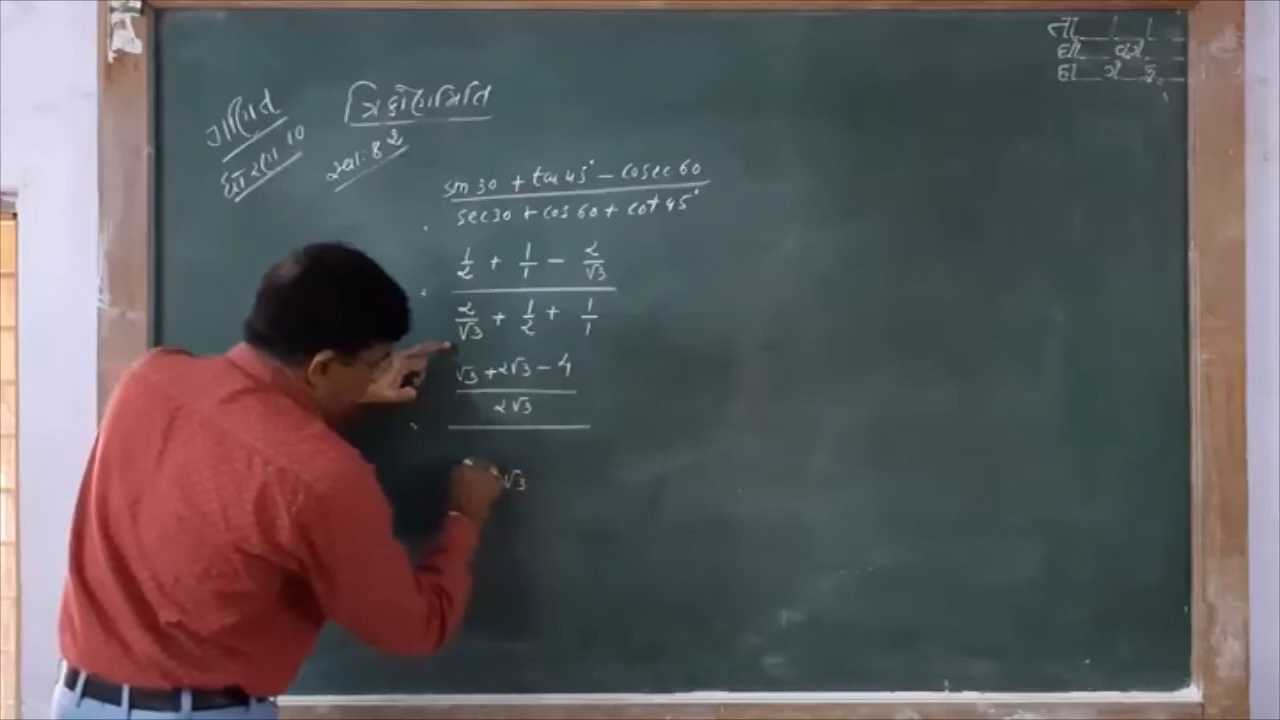 ગણિત
ધોરણ 10
ત્રિકોણમિતિ
સ્વા: 8.2
sin 30 + tan 45° - cosec 60
sec 30 + cos 60 + cot 45°
1/2 + 1/1 - 2/√3
2/√3 + 1/2 + 1/1
√3 + 2√3 - 4
2√3
√3
તા